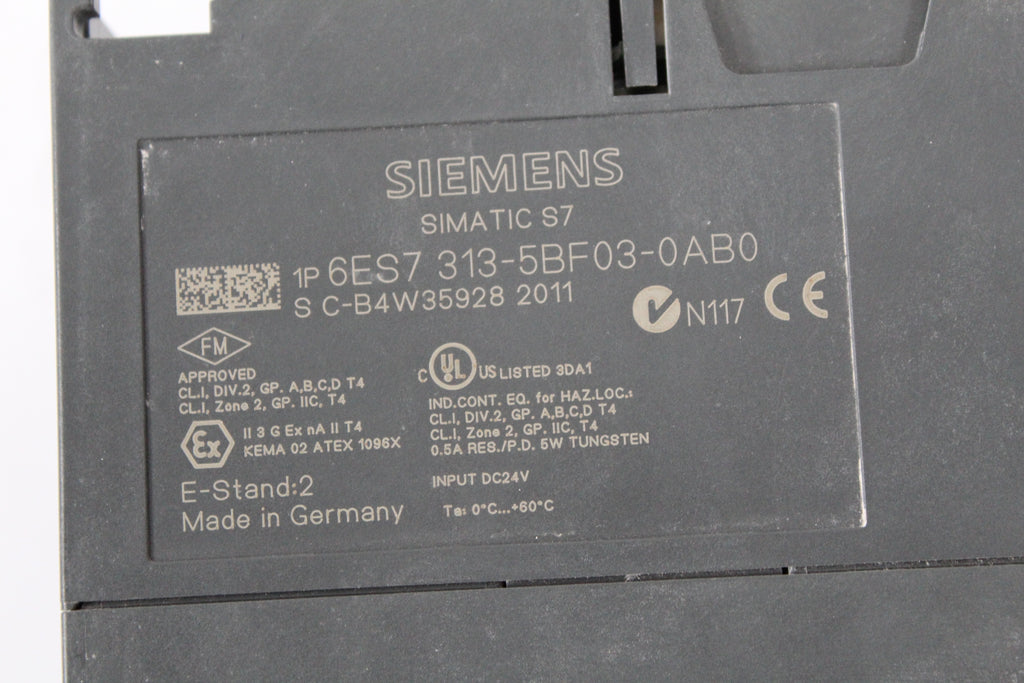 SIEMENS
SIMATIC S7
1P 6ES7 313-5BF03-0AB0
S C-B4W35928 2011
N117 CE
FM
APPROVED
CL.I, DIV.2, GP. A,B,C,D T4
CL.I, Zone 2, GP. IIC, T4
Ex
II 3 G Ex nA II T4
KEMA 02 ATEX 1096X
E-Stand:2
Made in Germany
C UL US LISTED 3DA1
IND.CONT. EQ. for HAZ.LOC.:
CL.I, DIV.2, GP. A,B,C,D T4
CL.I, Zone 2, GP. IIC, T4
0.5A RES./P.D. 5W TUNGSTEN
INPUT DC24V
Ta: 0°C...+60°C